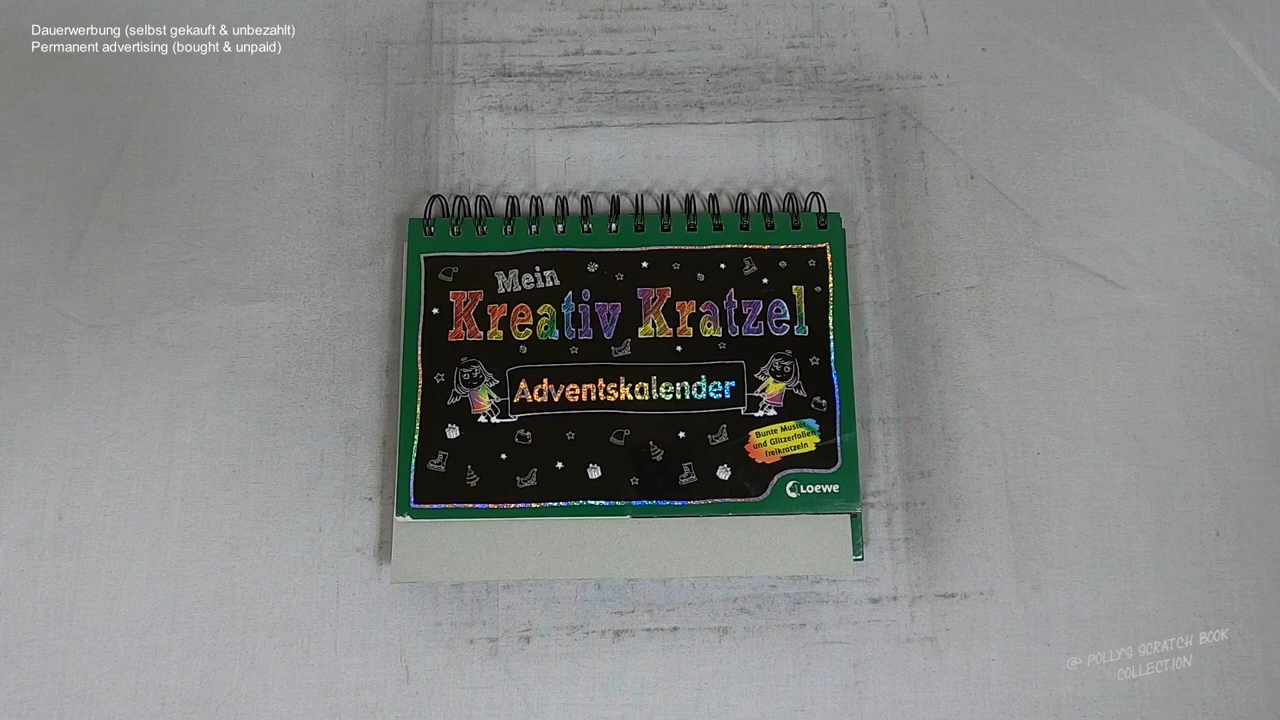 Dauerwerbung (selbst gekauft & unbezahlt)
Permanent advertising (bought & unpaid)
Mein
Kreativ Kratzel
Adventskalender
Bunte Muster
und Glitzerfolien
freikratzeln
LOEWE
@ POLLY'S SCRATCH BOOK
COLLECTION